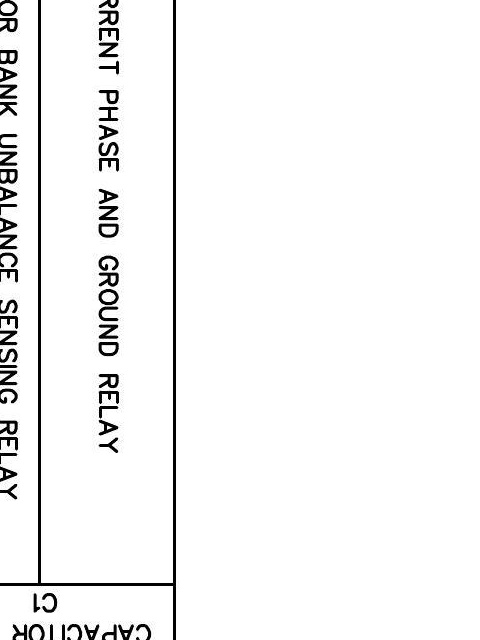 RRENT PHASE AND GROUND RELAY
OR BANK UNBALANCE SENSING RELAY
CAPACITOR
C1